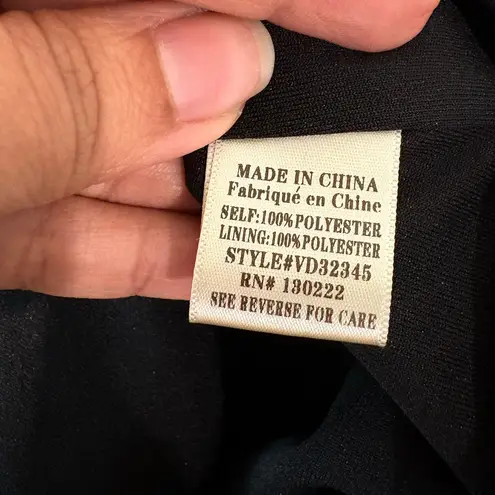 MADE IN CHINA
Fabriqué en Chine
SELF:100%POLYESTER
LINING:100%POLYESTER
STYLE#VD32345
RN# 130222
SEE REVERSE FOR CARE